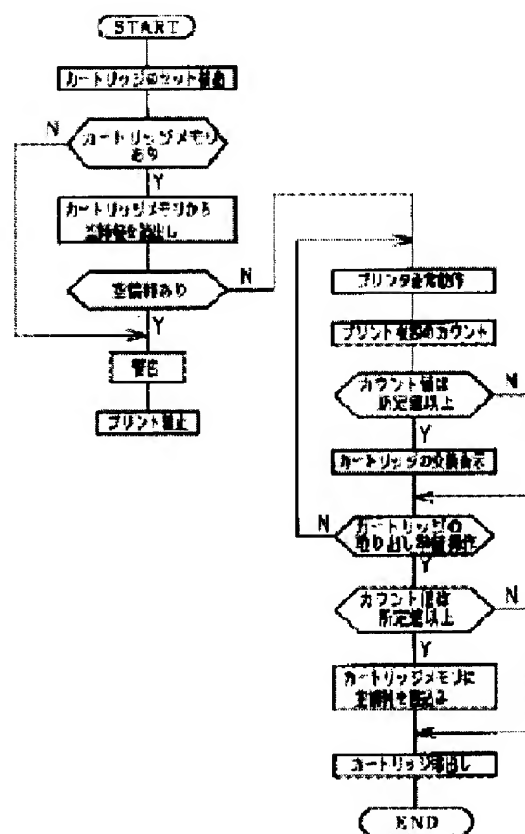 START
カートリッジのセット検出
カートリッジメモリ
あり
N
Y
カートリッジメモリから
空情報を読出し
空情報あり
N
Y
警告
プリント禁止
プリンタ通常動作
プリント枚数のカウント
カウント値は
所定値以上
N
Y
カートリッジの交換表示
カートリッジの
取り出し準備操作
N
Y
カウント値は
所定値以上
N
Y
カートリッジメモリに
空情報を書込み
カートリッジ取出し
END